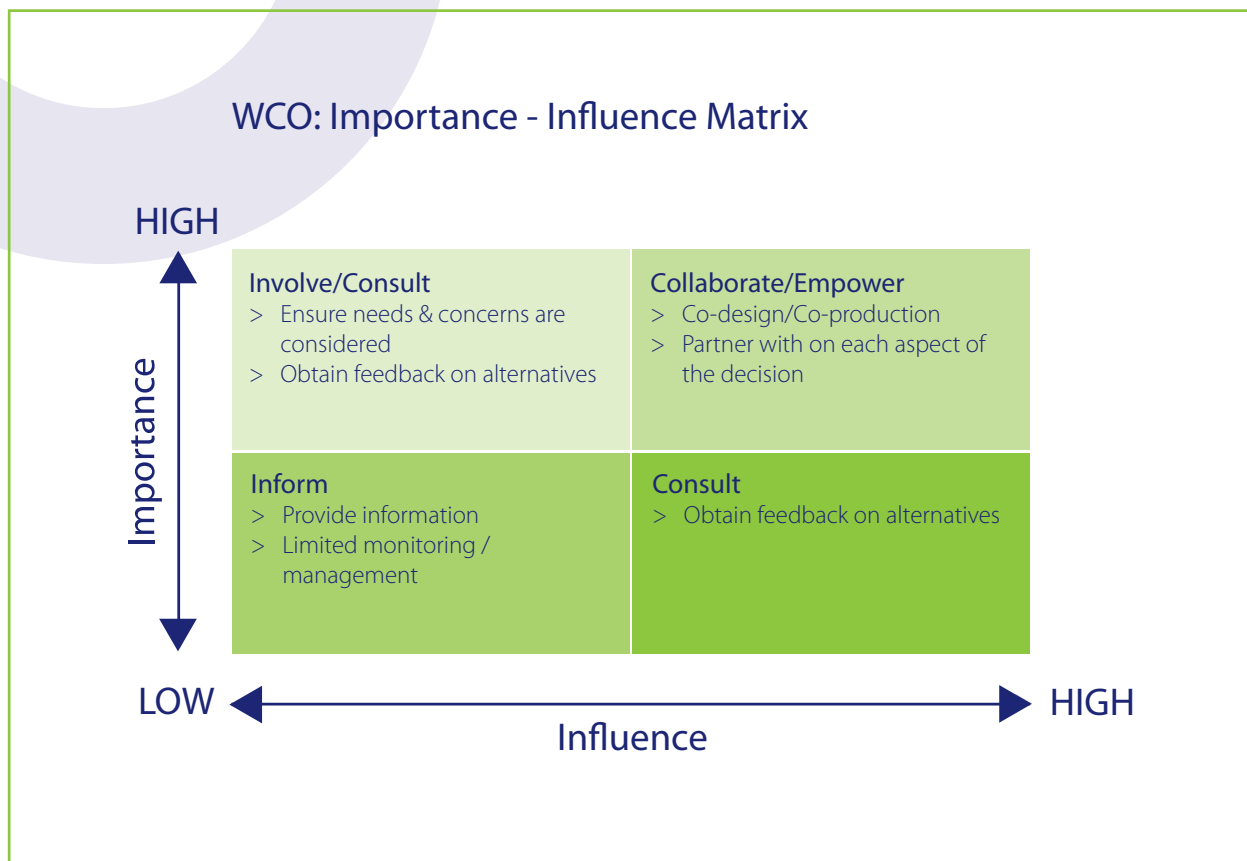 WCO: Importance - Influence Matrix
HIGH
Importance
Involve/Consult
> Ensure needs & concerns are
considered
> Obtain feedback on alternatives
Collaborate/Empower
> Co-design/Co-production
> Partner with on each aspect of
the decision
Inform
> Provide information
> Limited monitoring /
management
Consult
> Obtain feedback on alternatives
LOW
Influence
HIGH